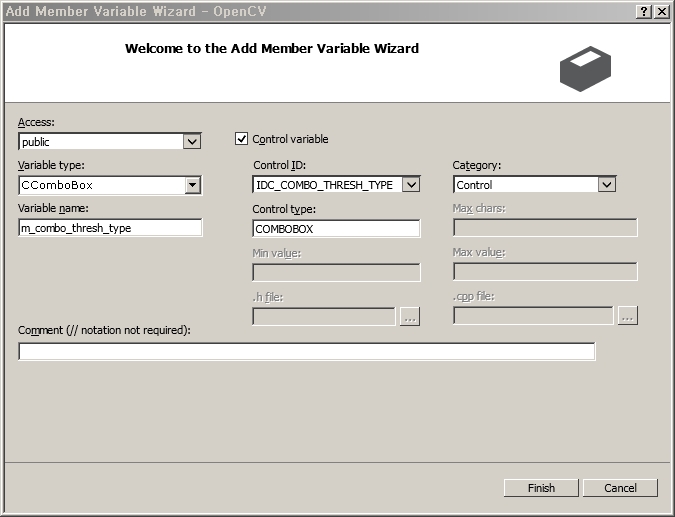 Add Member Variable Wizard - OpenCV
Welcome to the Add Member Variable Wizard
Access:
public
Control variable
Variable type:
CComboBox
Control ID:
IDC_COMBO_THRESH_TYPE
Category:
Control
Variable name:
m_combo_thresh_type
Control type:
COMBOBOX
Max chars:
Min value:
Max value:
.h file:
...
.cpp file:
...
Comment (// notation not required):
Finish
Cancel